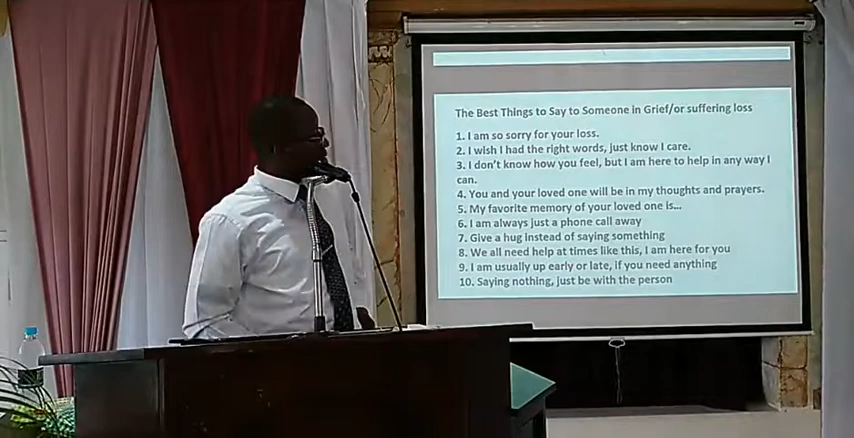 The Best Things to Say to Someone in Grief/or suffering loss
1. I am so sorry for your loss.
2. I wish I had the right words, just know I care.
3. I don't know how you feel, but I am here to help in any way I
can.
4. You and your loved one will be in my thoughts and prayers.
5. My favorite memory of your loved one is...
6. I am always just a phone call away
7. Give a hug instead of saying something
8. We all need help at times like this, I am here for you
9. I am usually up early or late, if you need anything
10. Saying nothing, just be with the person